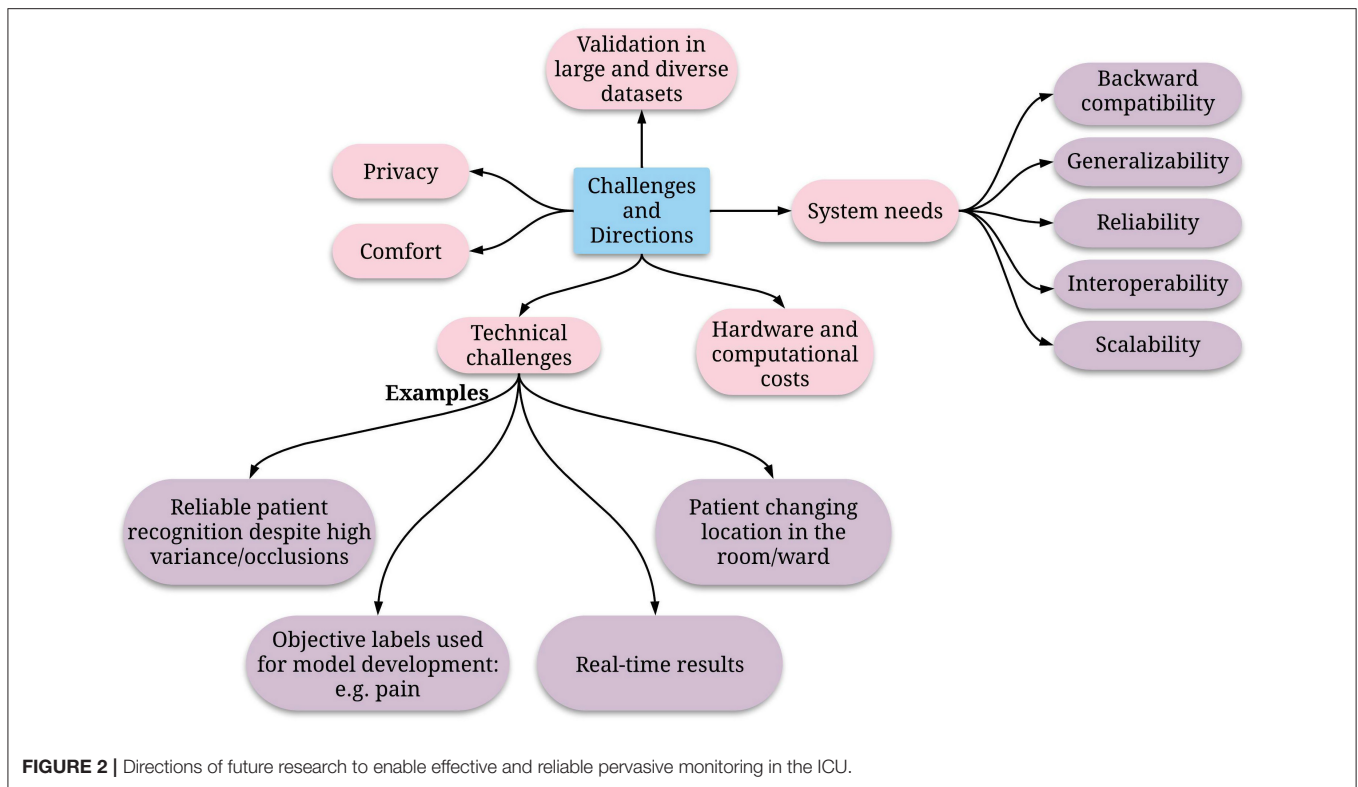 Validation in
large and diverse
datasets
Privacy
Comfort
Challenges
and
Directions
System needs
Backward
compatibility
Generalizability
Reliability
Interoperability
Scalability
Technical
challenges
Hardware and
computational
costs
Examples
Reliable patient
recognition despite high
variance/occlusions
Patient changing
location in the
room/ward
Objective labels used
for model development:
e.g. pain
Real-time results
FIGURE 2 | Directions of future research to enable effective and reliable pervasive monitoring in the ICU.